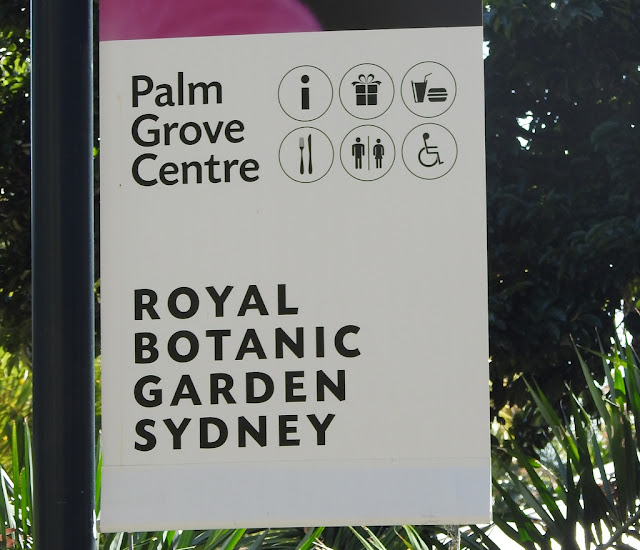 Palm
Grove
Centre
ROYAL
BOTANIC
GARDEN
SYDNEY